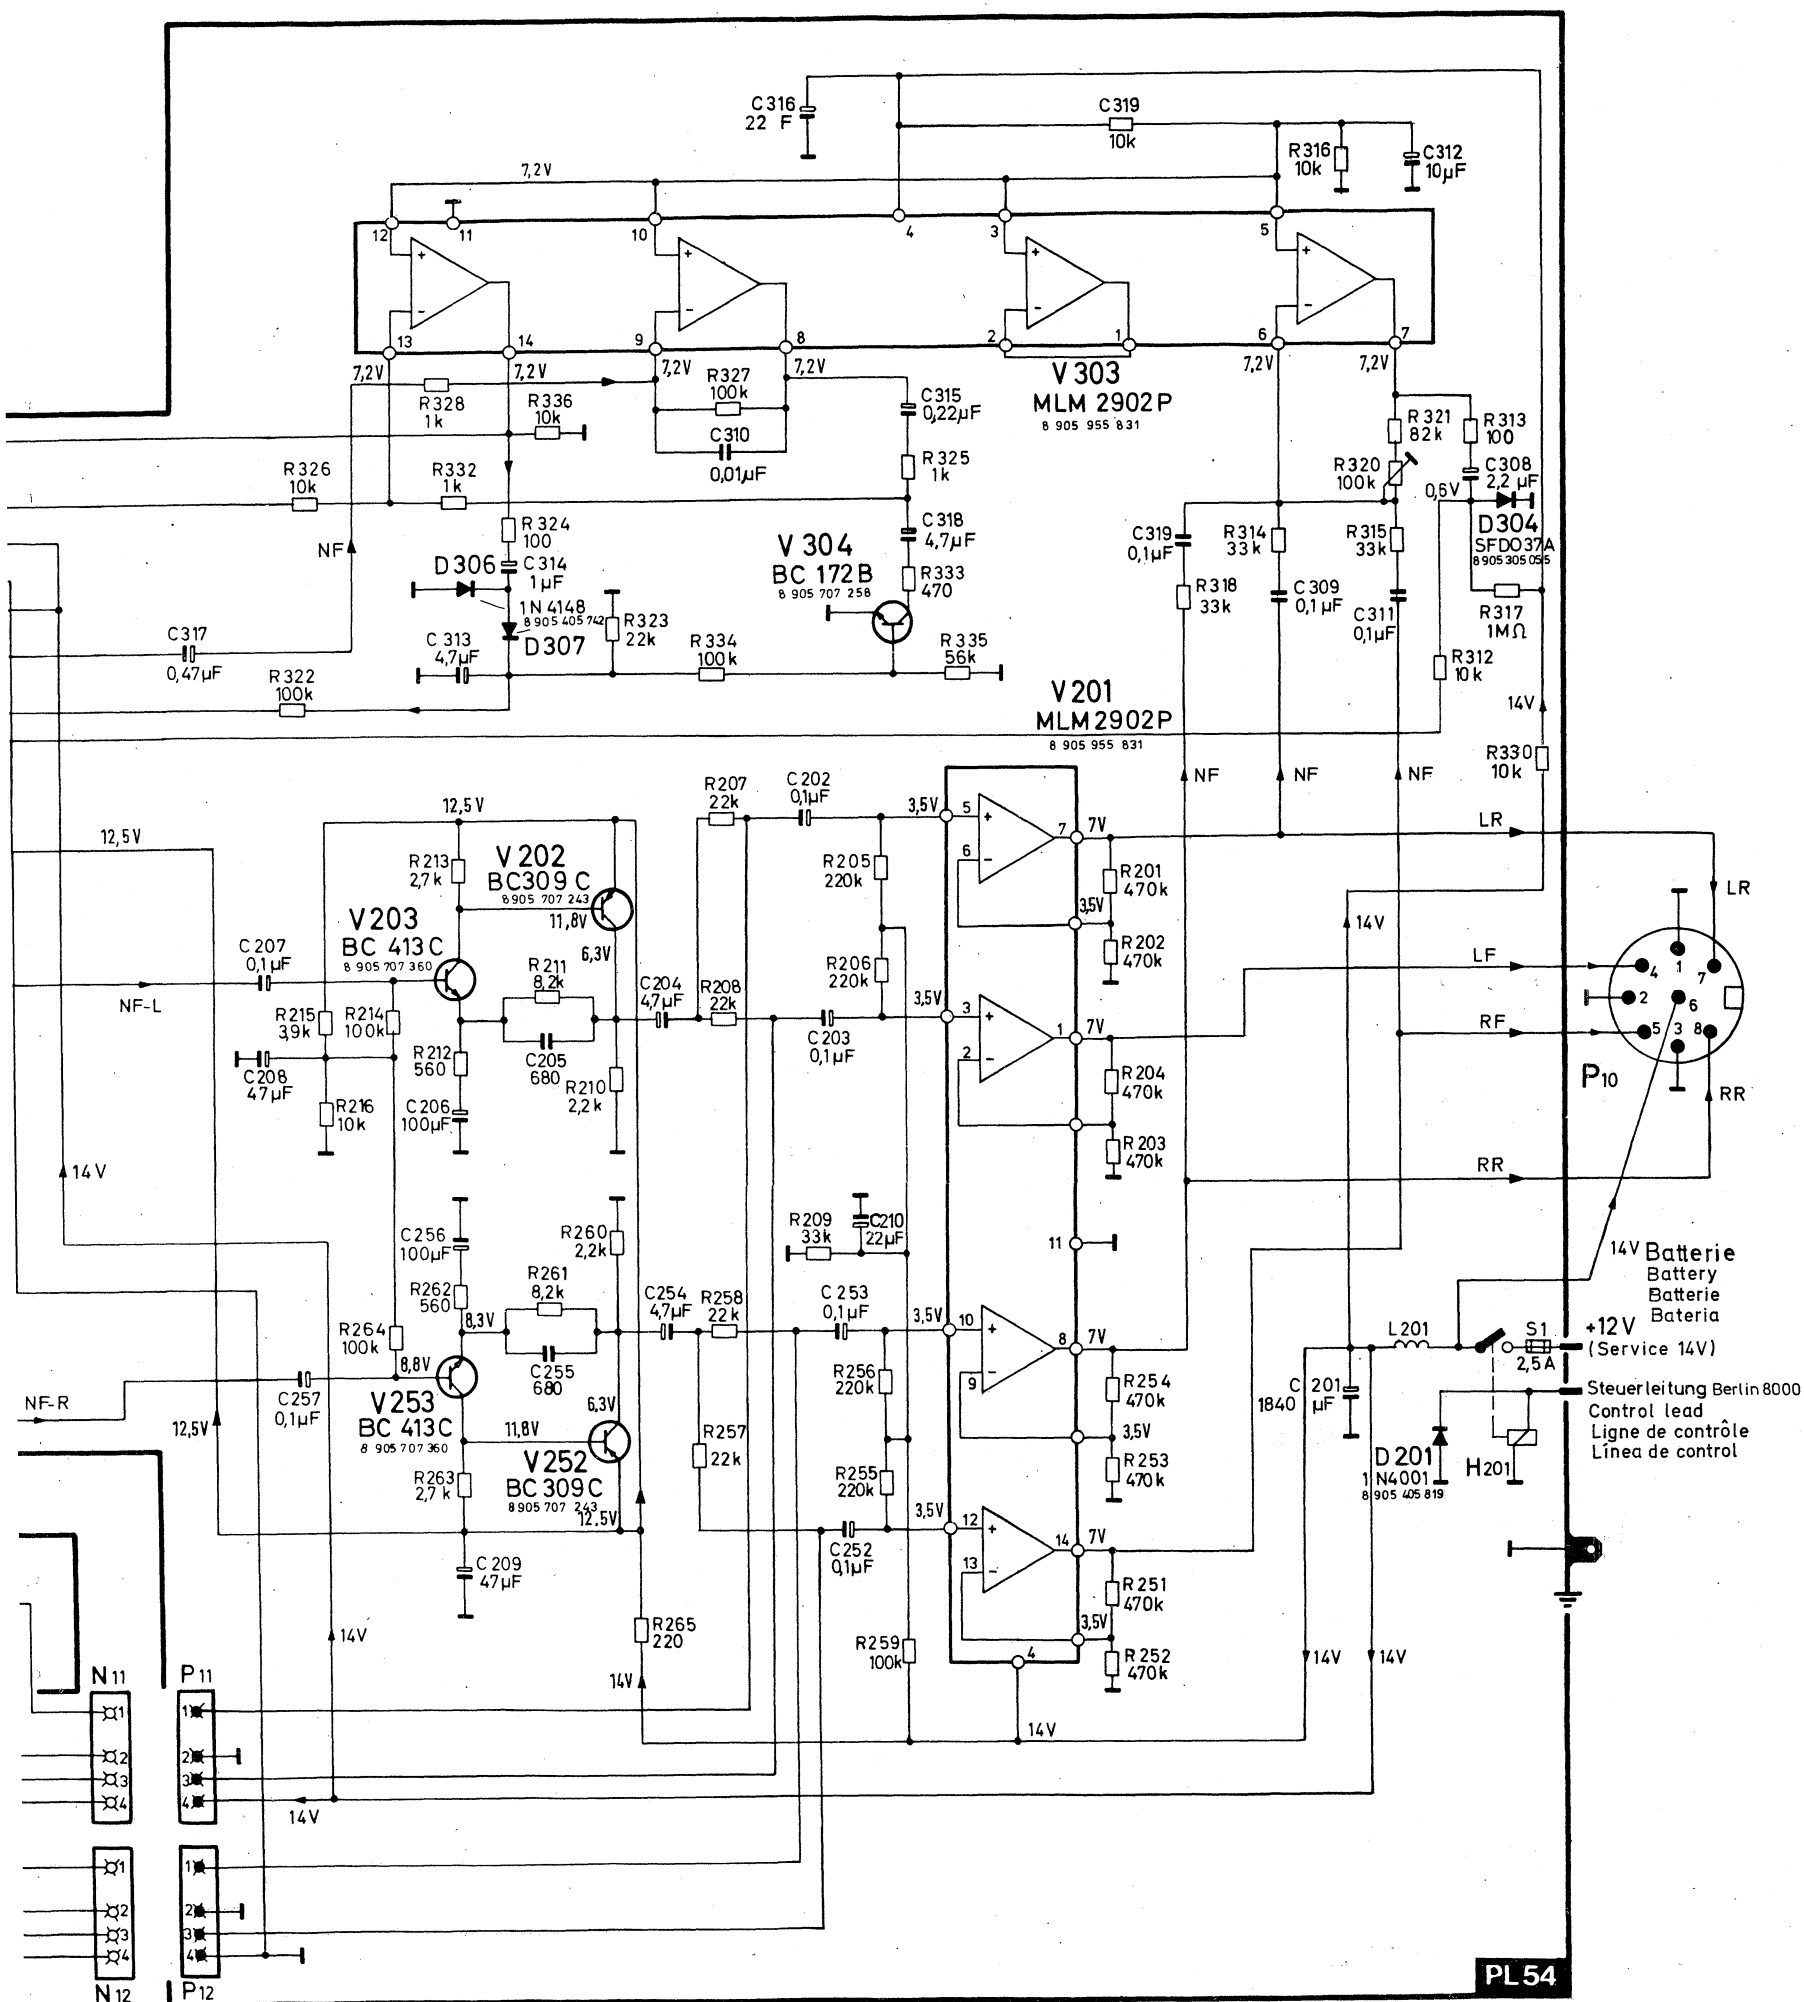 C316
22 F
C319
10k
R316
10k
C312
10µF
7,2V
12
11
10
4
3
5
+
+
+
+
−
−
−
−
13
14
9
8
2
1
6
7
7,2V
7,2V
7,2V
7,2V
7,2V
7,2V
R328
1k
R336
10k
R327
100k
C310
0,01µF
C315
0,22µF
V 303
MLM 2902P
8 905 955 831
R321
82k
R313
100
R326
10k
R332
1k
R325
1k
R320
100k
C308
2,2 µF
0,6V
D304
SFD037A
8 905 305 055
NF
R324
100
C318
4,7µF
V 304
BC 172B
8 905 707 258
R333
470
C319
0,1µF
R314
33k
R315
33k
D306
C314
1µF
1N 4148
8 905 405 742
D307
R318
33k
C309
0,1µF
C311
0,1µF
R317
1MΩ
C317
0,47µF
C313
4,7µF
R323
22k
R334
100k
R335
56k
R312
10k
R322
100k
V201
MLM2902P
8 905 955 831
14V
R330
10k
NF
NF
NF
12,5V
12,5V
R207
22k
C202
0,1µF
3,5V
5
+
6
−
7
7V
LR
R213
2,7k
V202
BC309 C
8 905 707 243
11,8V
R205
220k
R201
470k
3,5V
LR
V203
BC 413C
8 905 707 360
6,3V
14V
R202
470k
C207
0,1µF
NF-L
R211
8,2k
C204
4,7µF
R208
22k
R206
220k
3,5V
LF
4
1
7
2
6
5
3
8
R215
3,9k
R214
100k
R212
560
C205
680
C203
0,1µF
3
+
2
−
1
7V
RF
C208
47µF
R210
2,2k
R204
470k
P10
R216
10k
C206
100µF
RR
R203
470k
14V
RR
C256
100µF
R260
2,2k
R209
33k
C210
22µF
11
14V Batterie
Battery
Batterie
Bateria
R262
560
R261
8,2k
C254
4,7µF
R258
22k
C253
0,1µF
3,5V
10
+
9
−
8
7V
L201
S1
2,5 A
+12V
(Service 14V)
R264
100k
8,3V
8,8V
C255
680
NF-R
C257
0,1µF
V253
BC 413C
8 905 707 360
6,3V
R256
220k
R254
470k
C 201
1840 µF
Steuerleitung Berlin 8000
Control lead
Ligne de contrôle
Línea de control
12,5V
11,8V
R257
22k
3,5V
D201
1 N4001
8 905 405 819
H201
R263
2,7k
V252
BC 309C
8 905 707 243
12,5V
R255
220k
R253
470k
3,5V
12
+
13
−
14
7V
C209
47µF
C252
0,1µF
R251
470k
3,5V
R265
220
14V
14V
R259
100k
4
R252
470k
14V
14V
N11
P11
1
1
14V
2
2
3
3
4
4
14V
1
1
2
2
3
3
4
4
N12
P12
PL54